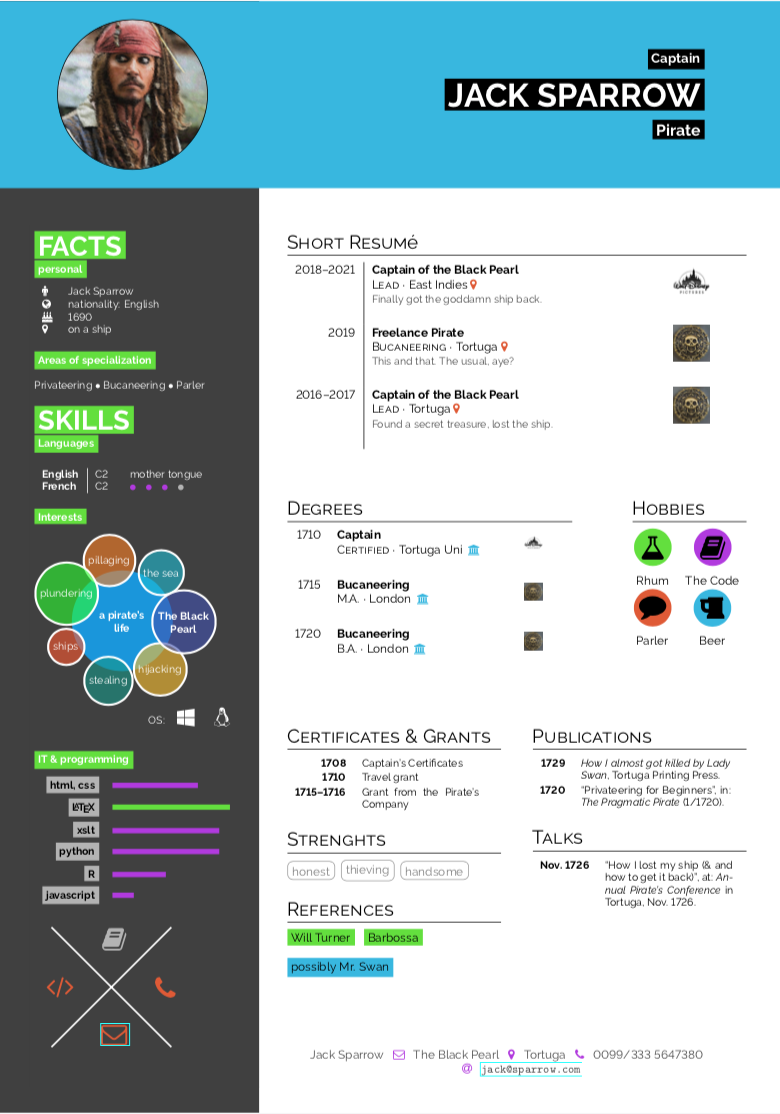 Captain
JACK SPARROW
Pirate
FACTS
personal
Jack Sparrow
nationality: English
1690
on a ship
Areas of specialization
Privateering ● Bucaneering ● Parler
SKILLS
Languages
English C2 mother tongue
French C2
Interests
pillaging
the sea
plundering
a pirate's
life
The Black
Pearl
ships
hijacking
stealing
OS:
IT & programming
html, css
LATEX
xslt
python
R
javascript
SHORT RESUMé
2018–2021 Captain of the Black Pearl
LEAD · East Indies
Finally got the goddamn ship back.
WALT DISNEY
PICTURES
2019 Freelance Pirate
BUCANEERING · Tortuga
This and that. The usual, aye?
2016–2017 Captain of the Black Pearl
LEAD · Tortuga
Found a secret treasure, lost the ship.
DEGREES
1710 Captain
CERTIFIED · Tortuga Uni
1715 Bucaneering
M.A. · London
1720 Bucaneering
B.A. · London
HOBBIES
Rhum The Code
Parler Beer
CERTIFICATES & GRANTS
1708 Captain's Certificates
1710 Travel grant
1715–1716 Grant from the Pirate's
Company
PUBLICATIONS
1729 How I almost got killed by Lady
Swan, Tortuga Printing Press.
1720 "Privateering for Beginners", in:
The Pragmatic Pirate (1/1720).
STRENGHTS
honest thieving handsome
TALKS
Nov. 1726 "How I lost my ship (& and
how to get it back)", at: An-
nual Pirate's Conference in
Tortuga, Nov. 1726.
REFERENCES
Will Turner Barbossa
possibly Mr. Swan
Jack Sparrow The Black Pearl Tortuga 0099/333 5647380
@ jack@sparrow.com